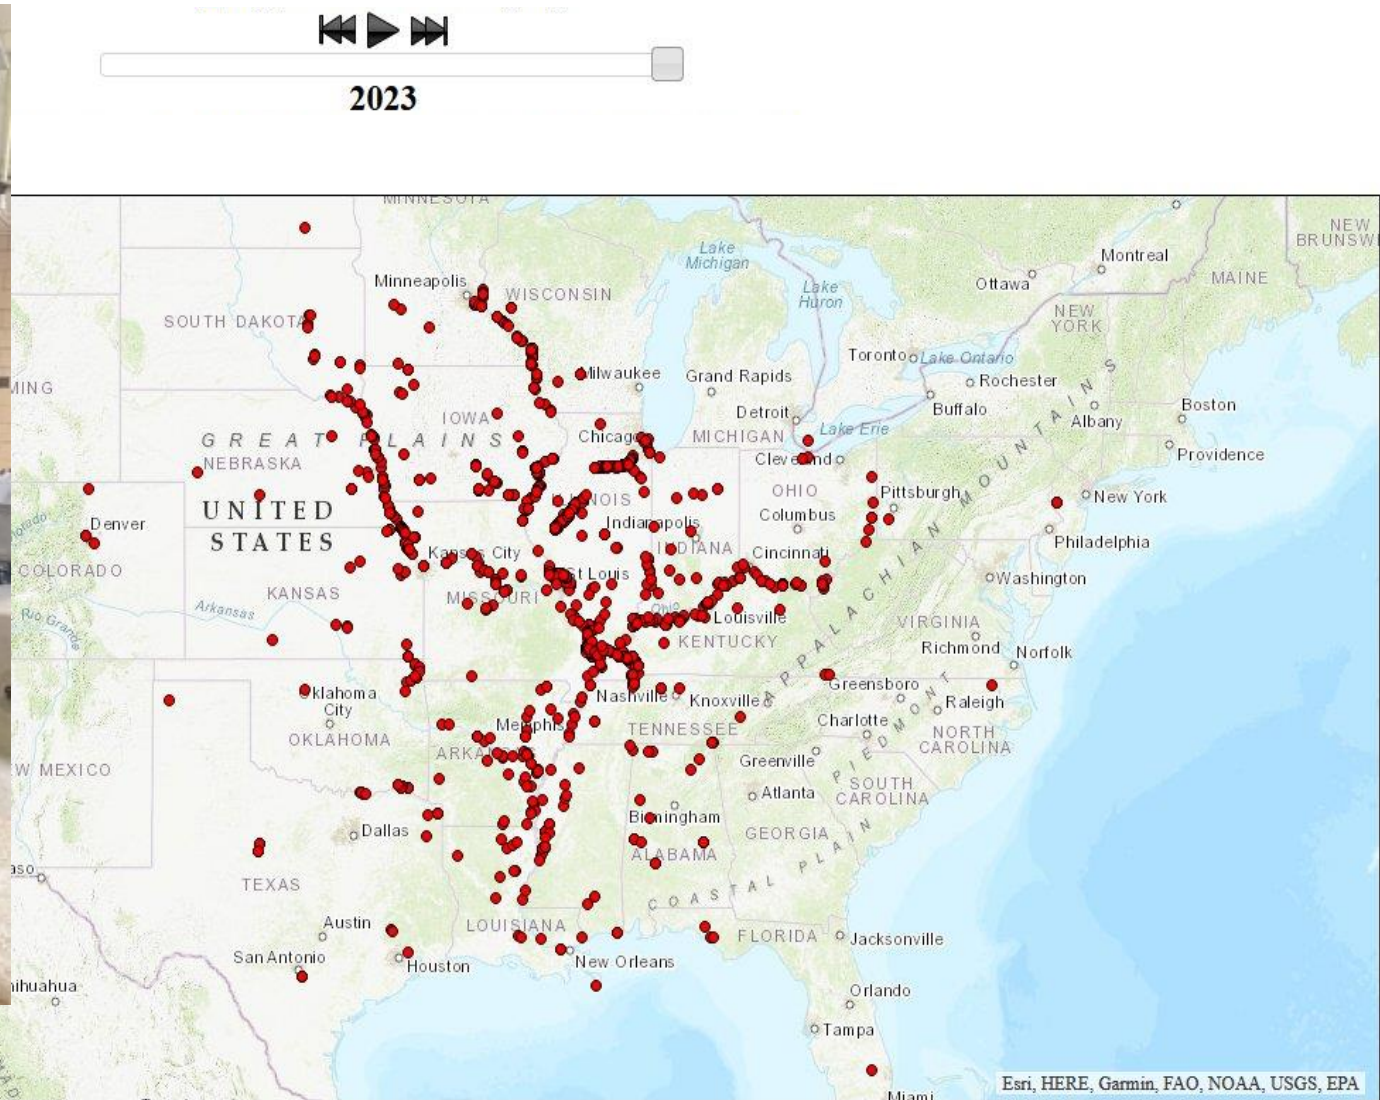 2023
MINNESOTA
NEW
BRUNSWI
Montreal
Lake
Michigan
Ottawa
MAINE
Minneapolis
WISCONSIN
Lake
Huron
NEW
YORK
SOUTH DAKOTA
Toronto
Lake Ontario
MING
Milwaukee
Grand Rapids
Rochester
Buffalo
Albany
Boston
Detroit
Lake Erie
IOWA
Chicago
MICHIGAN
Providence
GREAT PLAINS
NEBRASKA
Cleveland
OHIO
Pittsburgh
New York
UNITED
STATES
ILLINOIS
Denver
Indianapolis
Columbus
Philadelphia
INDIANA
Cincinnati
Kansas City
St Louis
COLORADO
Washington
KANSAS
MISSOURI
Arkansas
Ohio
Louisville
Rio Grande
VIRGINIA
KENTUCKY
Richmond
Norfolk
APPALACHIAN MOUNTAINS
Oklahoma
City
Nashville
Knoxville
Greensboro
Raleigh
Memphis
TENNESSEE
Charlotte
NORTH
CAROLINA
OKLAHOMA
ARKANSAS
Greenville
PIEDMONT
W MEXICO
SOUTH
CAROLINA
Atlanta
Birmingham
Dallas
GEORGIA
ALABAMA
aso
TEXAS
COASTAL PLAIN
Austin
LOUISIANA
FLORIDA
Jacksonville
San Antonio
Houston
New Orleans
ihuahua
Orlando
Tampa
Esri, HERE, Garmin, FAO, NOAA, USGS, EPA
Miami